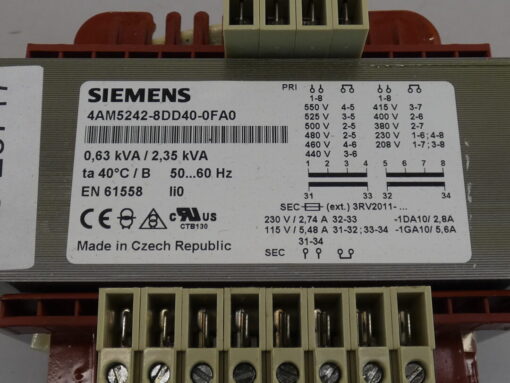 SIEMENS
4AM5242-8DD40-0FA0
0,63 kVA / 2,35 kVA
ta 40°C / B 50...60 Hz
EN 61558 Ii0
CE
c UL US
CTB130
Made in Czech Republic
PRI
1-8 1-8
550 V 4-5 415 V 3-7
525 V 3-5 400 V 2-6
500 V 2-5 380 V 2-7
480 V 2-5 230 V 1-6; 4-8
460 V 4-6 208 V 1-7; 3-8
440 V 3-6
1 2 3 4 5 6 7 8
31 33 32 34
SEC (ext.) 3RV2011-...
230 V / 2,74 A 32-33 -1DA10/ 2,8A
115 V / 5,48 A 31-32; 33-34 -1GA10/ 5,6A
31-34
SEC